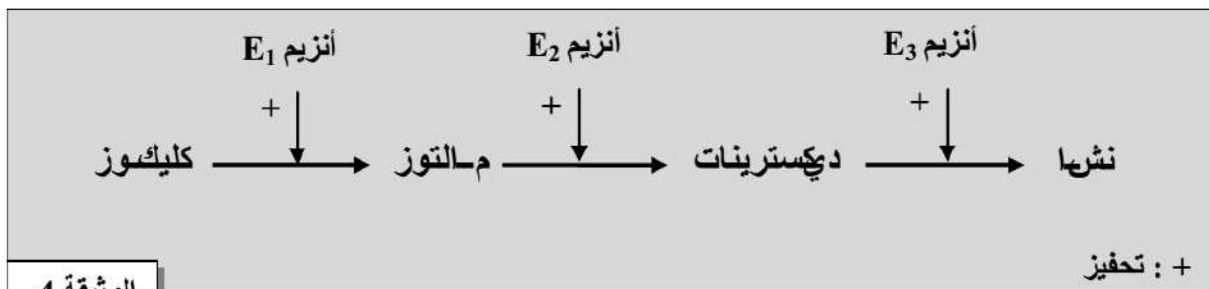 أنزيم E₁ أنزيم E₂ أنزيم E₃
+ + +
كليكوز مالتوز ديكسترينات نشا
+ : تحفيز